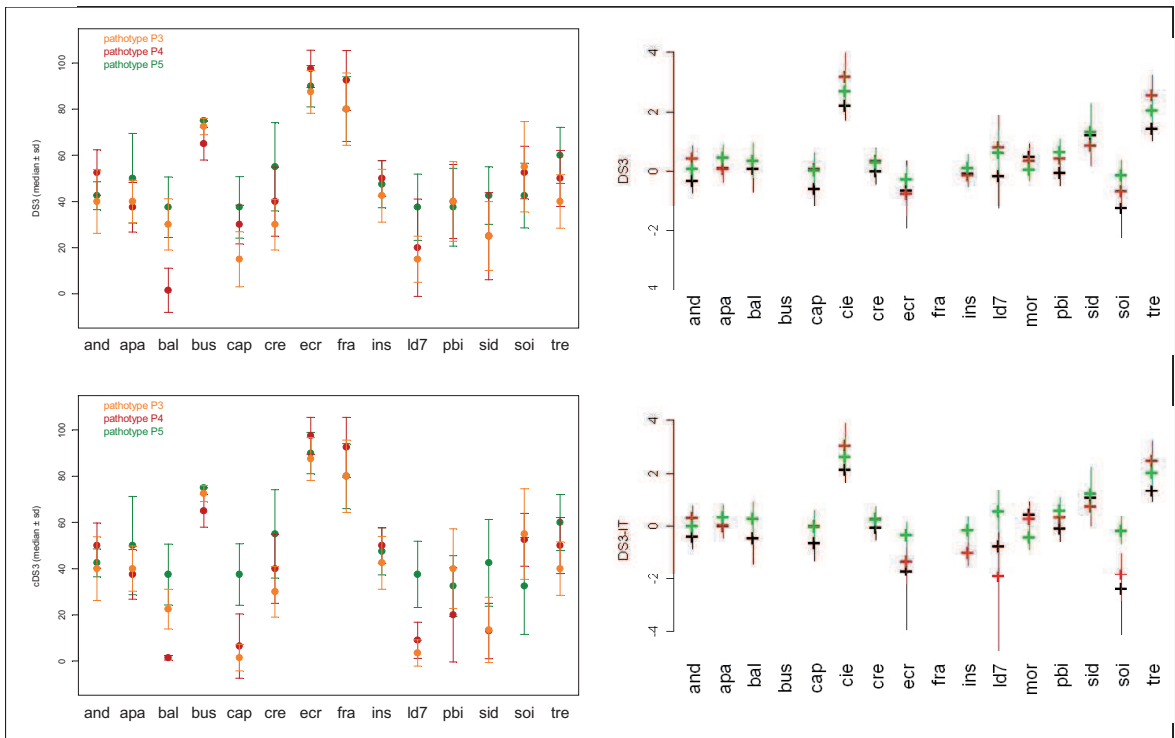 pathotype P3
pathotype P4
pathotype P5
DS3 (median ± sd)
100
80
60
40
20
0
and apa bal bus cap cre ecr fra ins ld7 pbi sid soi tre
DS3
4
2
0
-2
4
and apa bal bus cap cie cre ecr fra ins ld7 mor pbi sid soi tre
pathotype P3
pathotype P4
pathotype P5
cDS3 (median ± sd)
100
80
60
40
20
0
and apa bal bus cap cre ecr fra ins ld7 pbi sid soi tre
DS3-IT
4
2
0
-2
-4
and apa bal bus cap cie cre ecr fra ins ld7 mor pbi sid soi tre